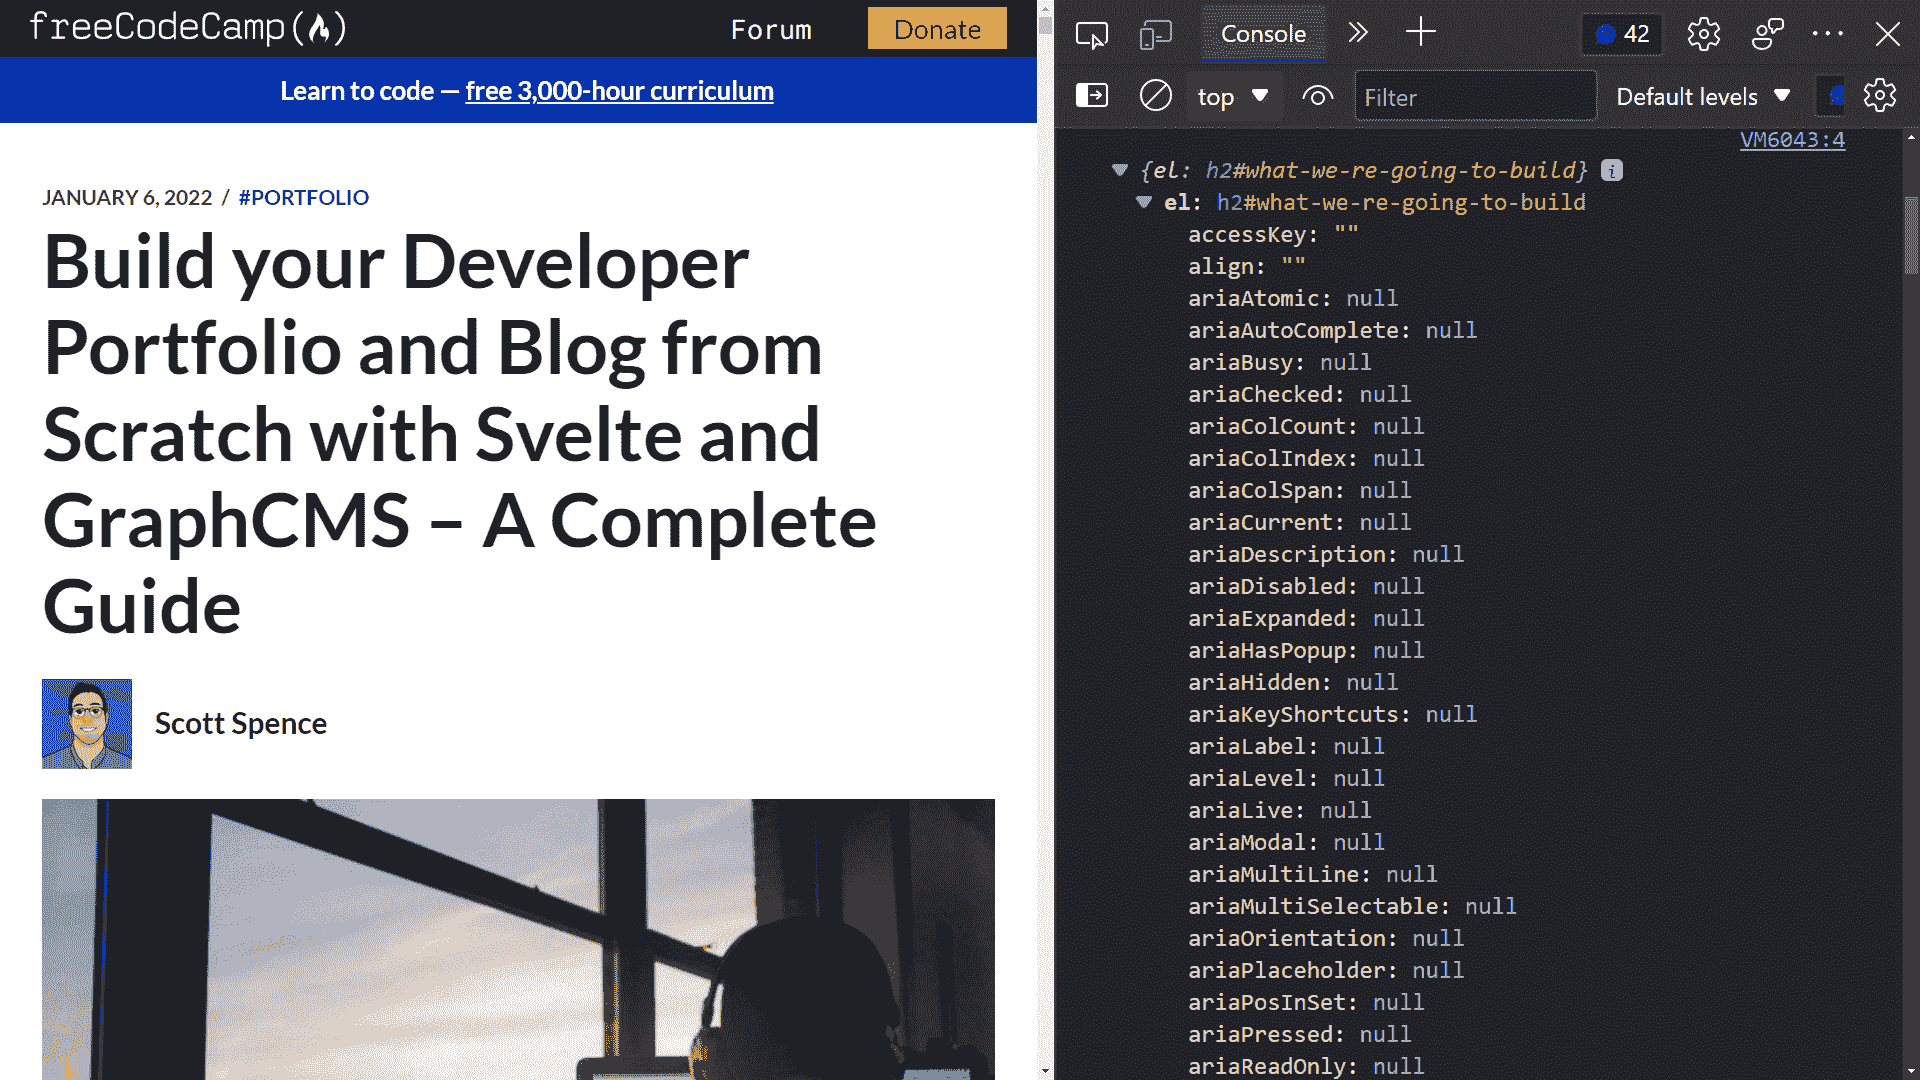 freeCodeCamp(🔥)
Forum
Donate
Learn to code — free 3,000-hour curriculum
JANUARY 6, 2022 / #PORTFOLIO
Build your Developer
Portfolio and Blog from
Scratch with Svelte and
GraphCMS – A Complete
Guide
Scott Spence
Console
42
top
Filter
Default levels
VM6043:4
{el: h2#what-we-re-going-to-build} i
el: h2#what-we-re-going-to-build
accessKey: ""
align: ""
ariaAtomic: null
ariaAutoComplete: null
ariaBusy: null
ariaChecked: null
ariaColCount: null
ariaColIndex: null
ariaColSpan: null
ariaCurrent: null
ariaDescription: null
ariaDisabled: null
ariaExpanded: null
ariaHasPopup: null
ariaHidden: null
ariaKeyShortcuts: null
ariaLabel: null
ariaLevel: null
ariaLive: null
ariaModal: null
ariaMultiLine: null
ariaMultiSelectable: null
ariaOrientation: null
ariaPlaceholder: null
ariaPosInSet: null
ariaPressed: null
ariaReadOnly: null